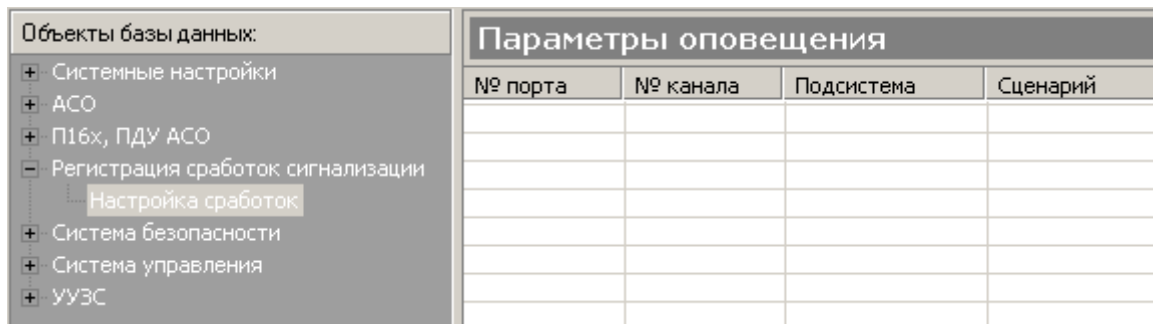 Объекты базы данных:
Системные настройки
АСО
П16х, ПДУ АСО
Регистрация сработок сигнализации
Настройка сработок
Система безопасности
Система управления
УУЗС
Параметры оповещения
№ порта № канала Подсистема Сценарий